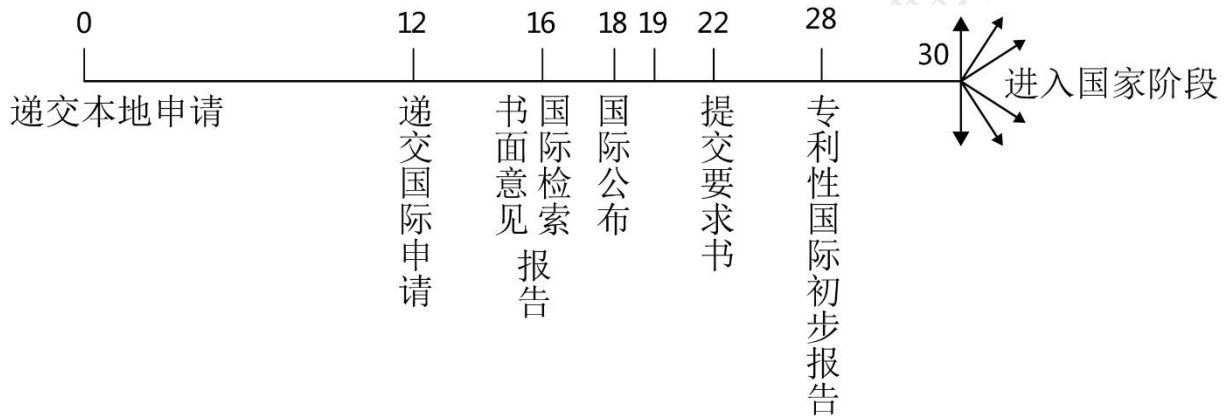 0
12
16
18
19
22
28
30
递交本地申请
递交国际申请
书面意见
国际检索
报告
国际公布
提交要求书
专利性国际初步报告
进入国家阶段